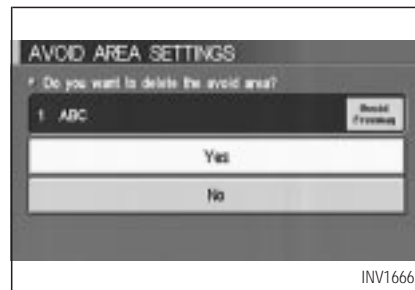 AVOID AREA SETTINGS
* Do you want to delete the avoid area?
1 ABC
Avoid
Freeway
Yes
No
INV1666